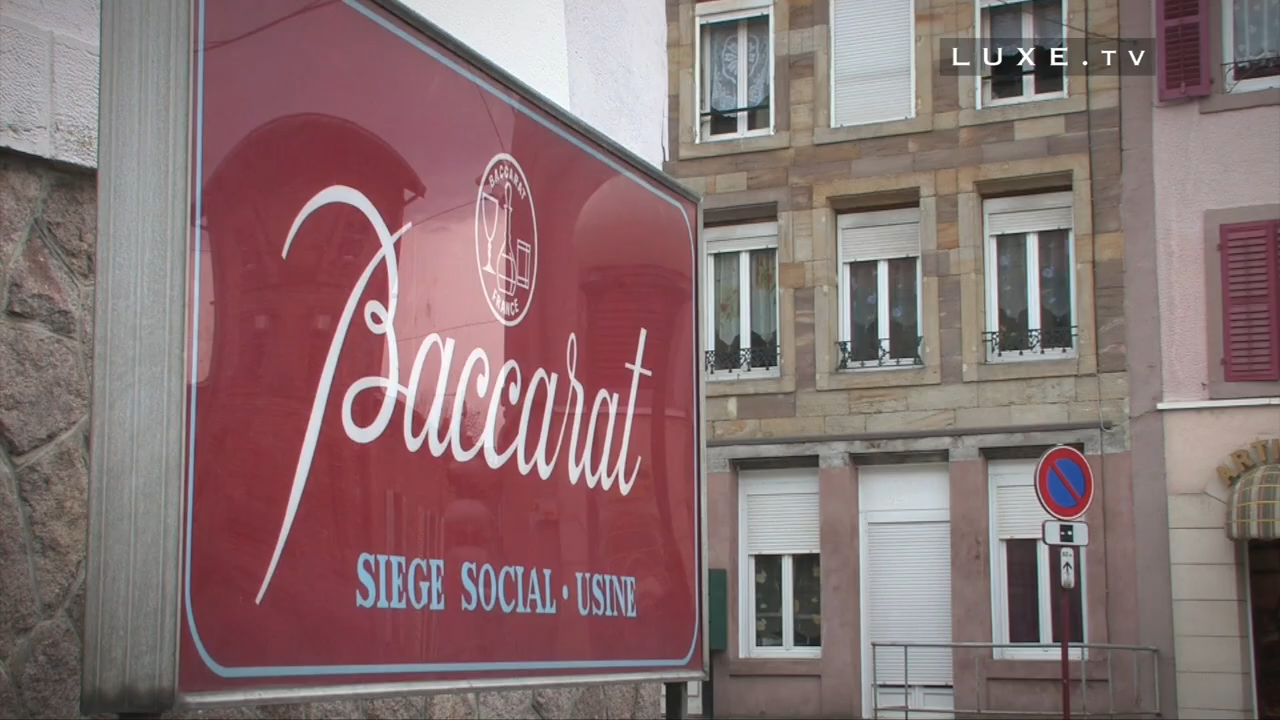 LUXE.TV
BACCARAT
FRANCE
Baccarat
SIEGE SOCIAL · USINE